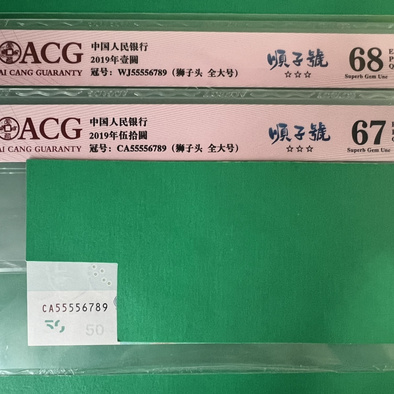 ACG
AI CANG GUARANTY
中国人民银行
2019年壹圆
冠号：WJ55556789（狮子头 全大号）
順子號
☆☆☆
68
Superb Gem Unc
ACG
AI CANG GUARANTY
中国人民银行
2019年伍拾圆
冠号：CA55556789（狮子头 全大号）
順子號
☆☆☆
67
Superb Gem Unc
CA55556789
50